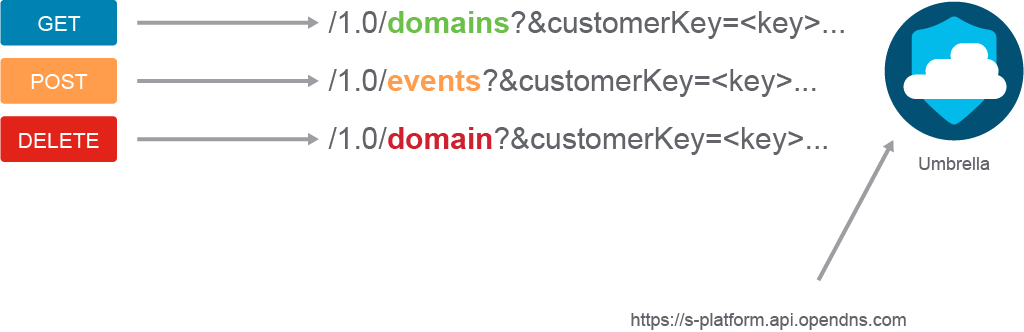 GET /1.0/domains?&customerKey=<key>...
POST /1.0/events?&customerKey=<key>...
DELETE /1.0/domain?&customerKey=<key>...
Umbrella
https://s-platform.api.opendns.com